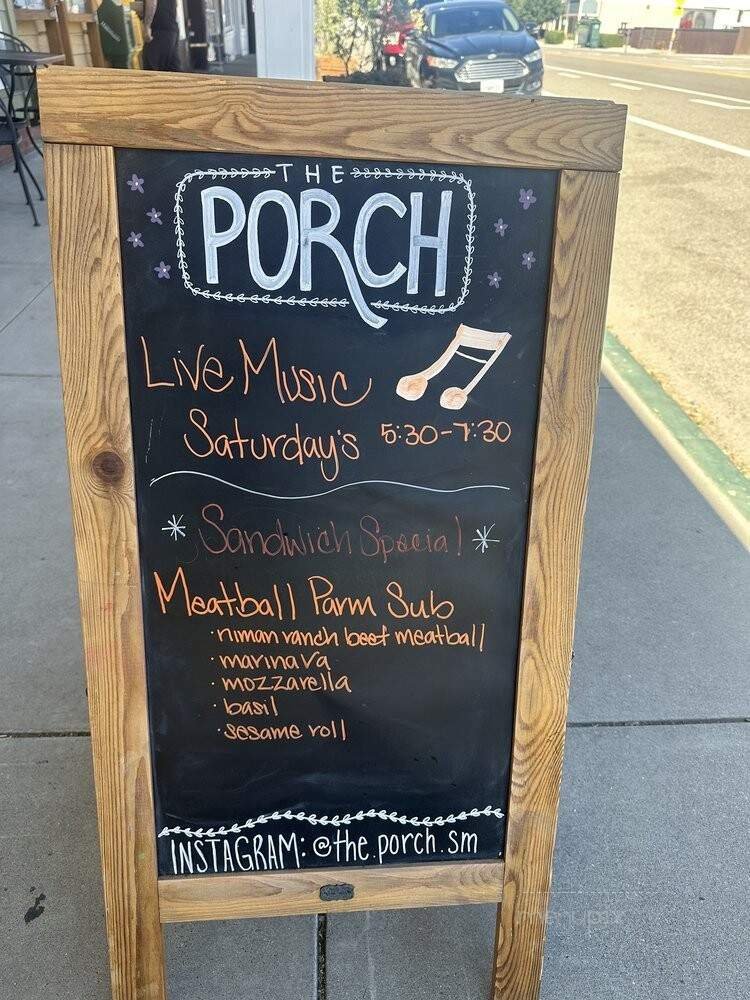 THE
PORCH
Live Music
Saturday's 5:30-7:30
* Sandwich Special *
Meatball Parm Sub
· niman ranch beef meatball
· marinara
· mozzarella
· basil
· sesame roll
INSTAGRAM: @the.porch.sm
menupix